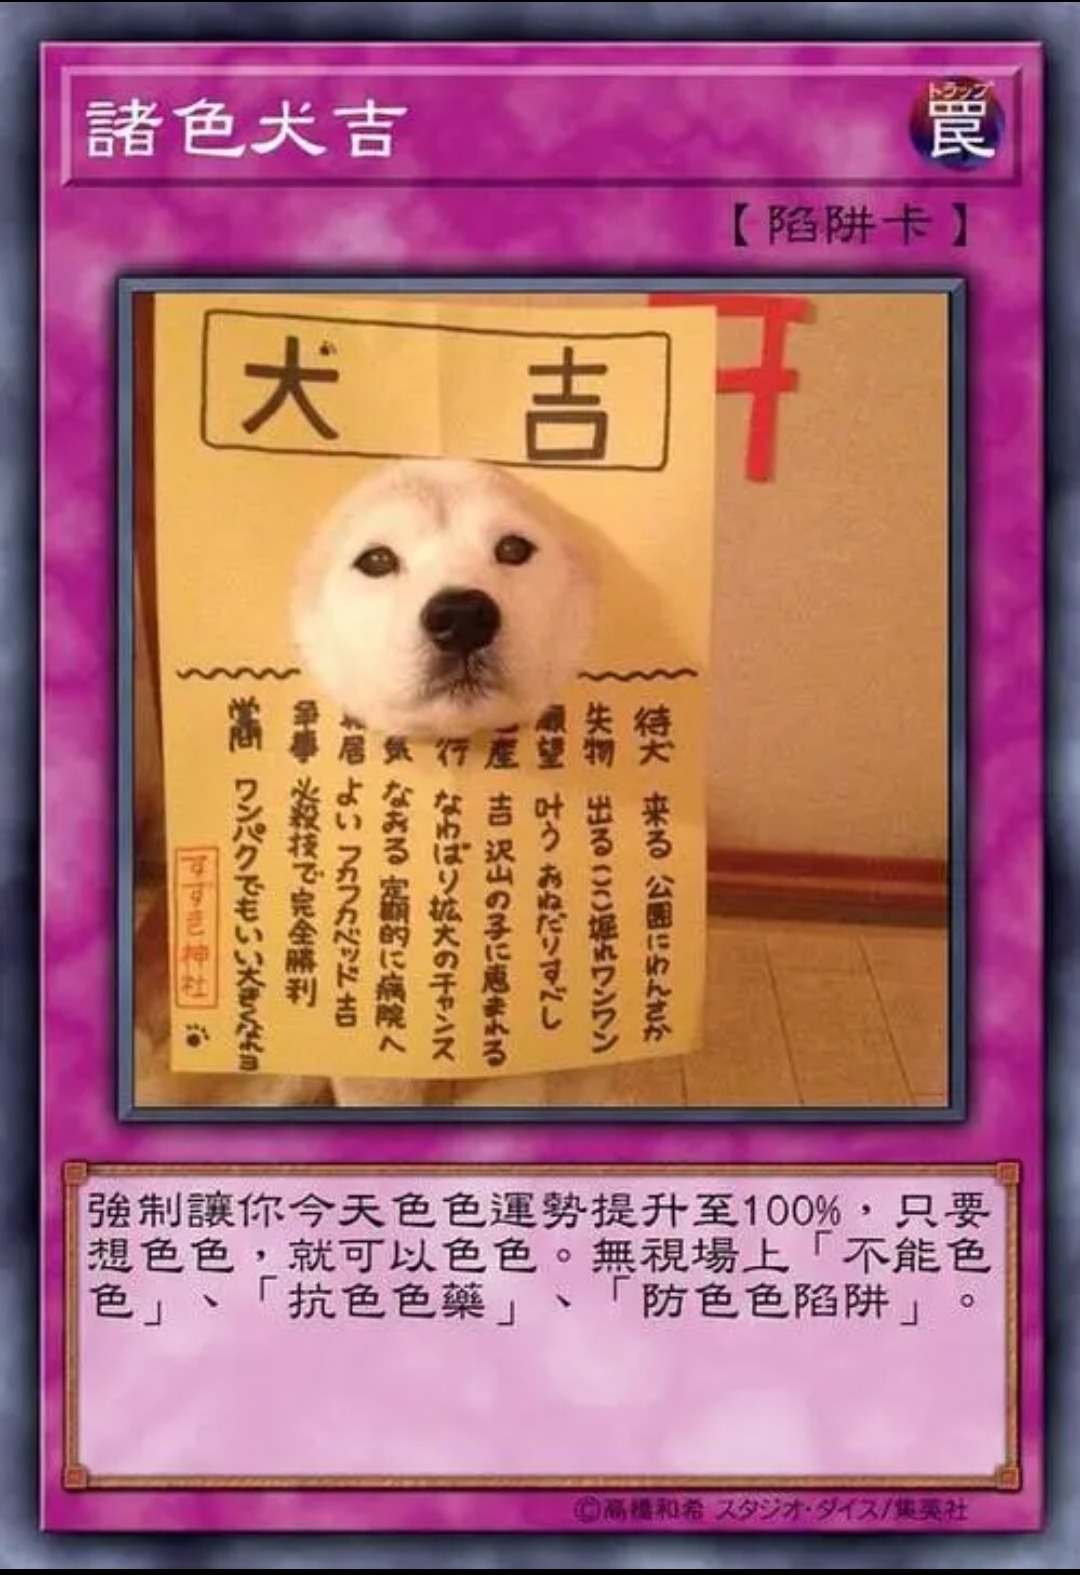 諸色犬吉
トラップ
罠
【陷阱卡】
犬 吉
待犬 来る 公園にわんさか
失物 出る ここ掘れワンワン
願望 叶う おねだりすべし
産 吉 沢山の子に恵まれる
行 なわばり拡大のチャンス
気 なおる 定期的に病院へ
居 よい フカフカベッド吉
争事 必殺技で完全勝利
学問 ワンパクでもいい大きくなれヨ
すずき神社
強制讓你今天色色運勢提升至100%，只要
想色色，就可以色色。無視場上「不能色
色」、「抗色色藥」、「防色色陷阱」。
©高橋和希 スタジオ・ダイス/集英社